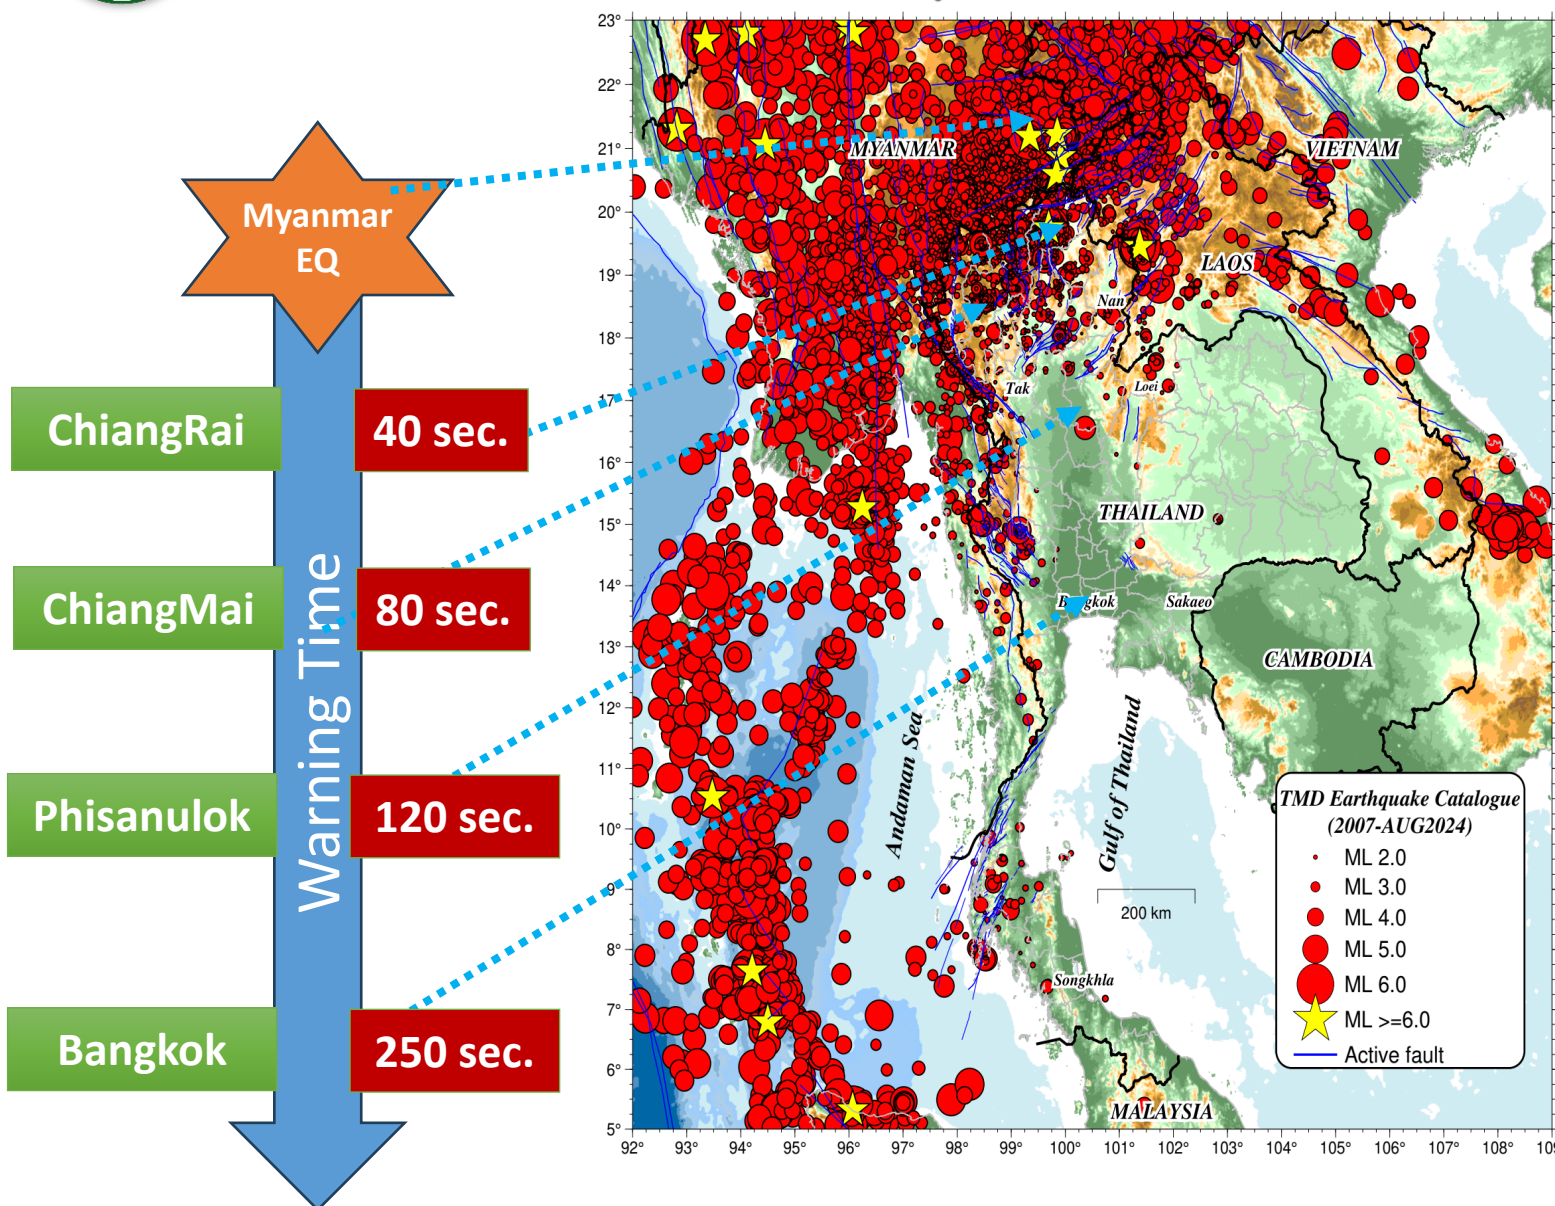 Myanmar
EQ
Warning Time
ChiangRai
40 sec.
ChiangMai
80 sec.
Phisanulok
120 sec.
Bangkok
250 sec.
23°
22°
21°
20°
19°
18°
17°
16°
15°
14°
13°
12°
11°
10°
9°
8°
7°
6°
5°
92°
93°
94°
95°
96°
97°
98°
99°
100°
101°
102°
103°
104°
105°
106°
107°
108°
MYANMAR
VIETNAM
LAOS
Nan
Tak
Loei
THAILAND
Bangkok
Sakaeo
CAMBODIA
Andaman Sea
Gulf of Thailand
200 km
Songkhla
MALAYSIA
TMD Earthquake Catalogue
(2007-AUG2024)
ML 2.0
ML 3.0
ML 4.0
ML 5.0
ML 6.0
ML >=6.0
Active fault